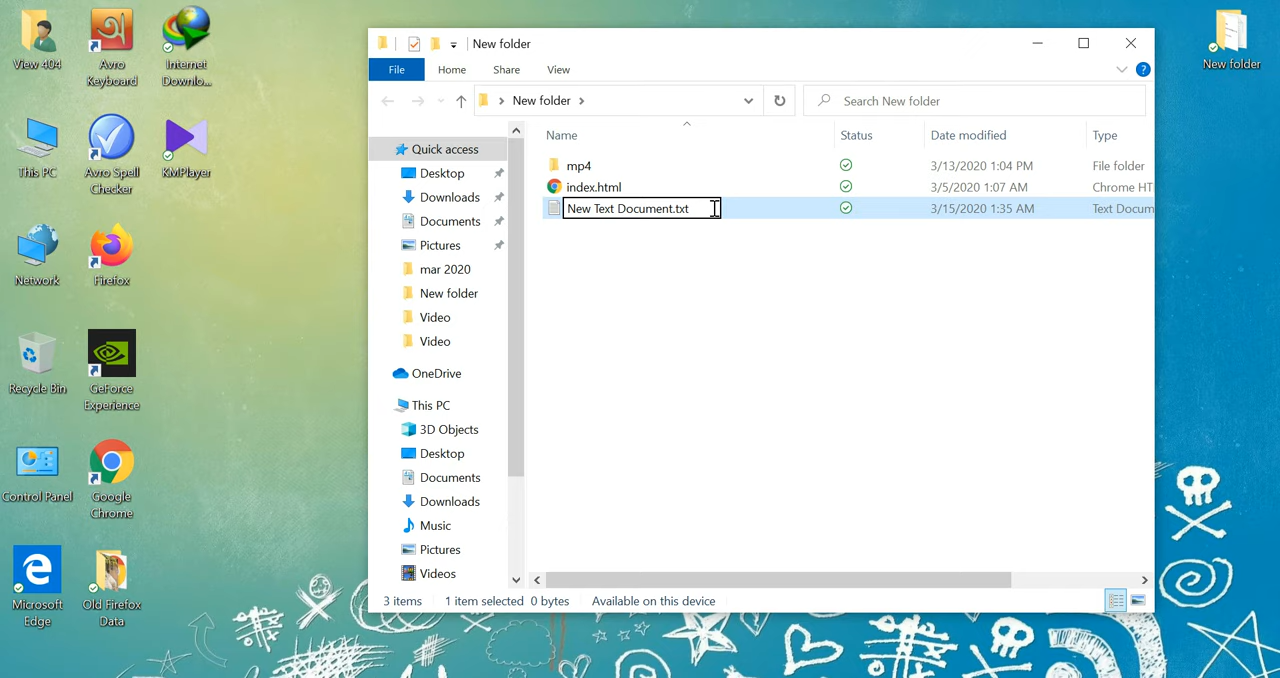 View 404
Avro
Keyboard
Internet
Downlo...
This PC
Avro Spell
Checker
KMPlayer
Network
Firefox
Recycle Bin
GeForce
Experience
Control Panel
Google
Chrome
Microsoft
Edge
Old Firefox
Data
New folder
New folder
File
Home
Share
View
?
New folder
Search New folder
Name
Status
Date modified
Type
mp4
3/13/2020 1:04 PM
File folder
index.html
3/5/2020 1:07 AM
Chrome HT
New Text Document.txt
3/15/2020 1:35 AM
Text Docum
Quick access
Desktop
Downloads
Documents
Pictures
mar 2020
New folder
Video
Video
OneDrive
This PC
3D Objects
Desktop
Documents
Downloads
Music
Pictures
Videos
3 items
1 item selected 0 bytes
Available on this device